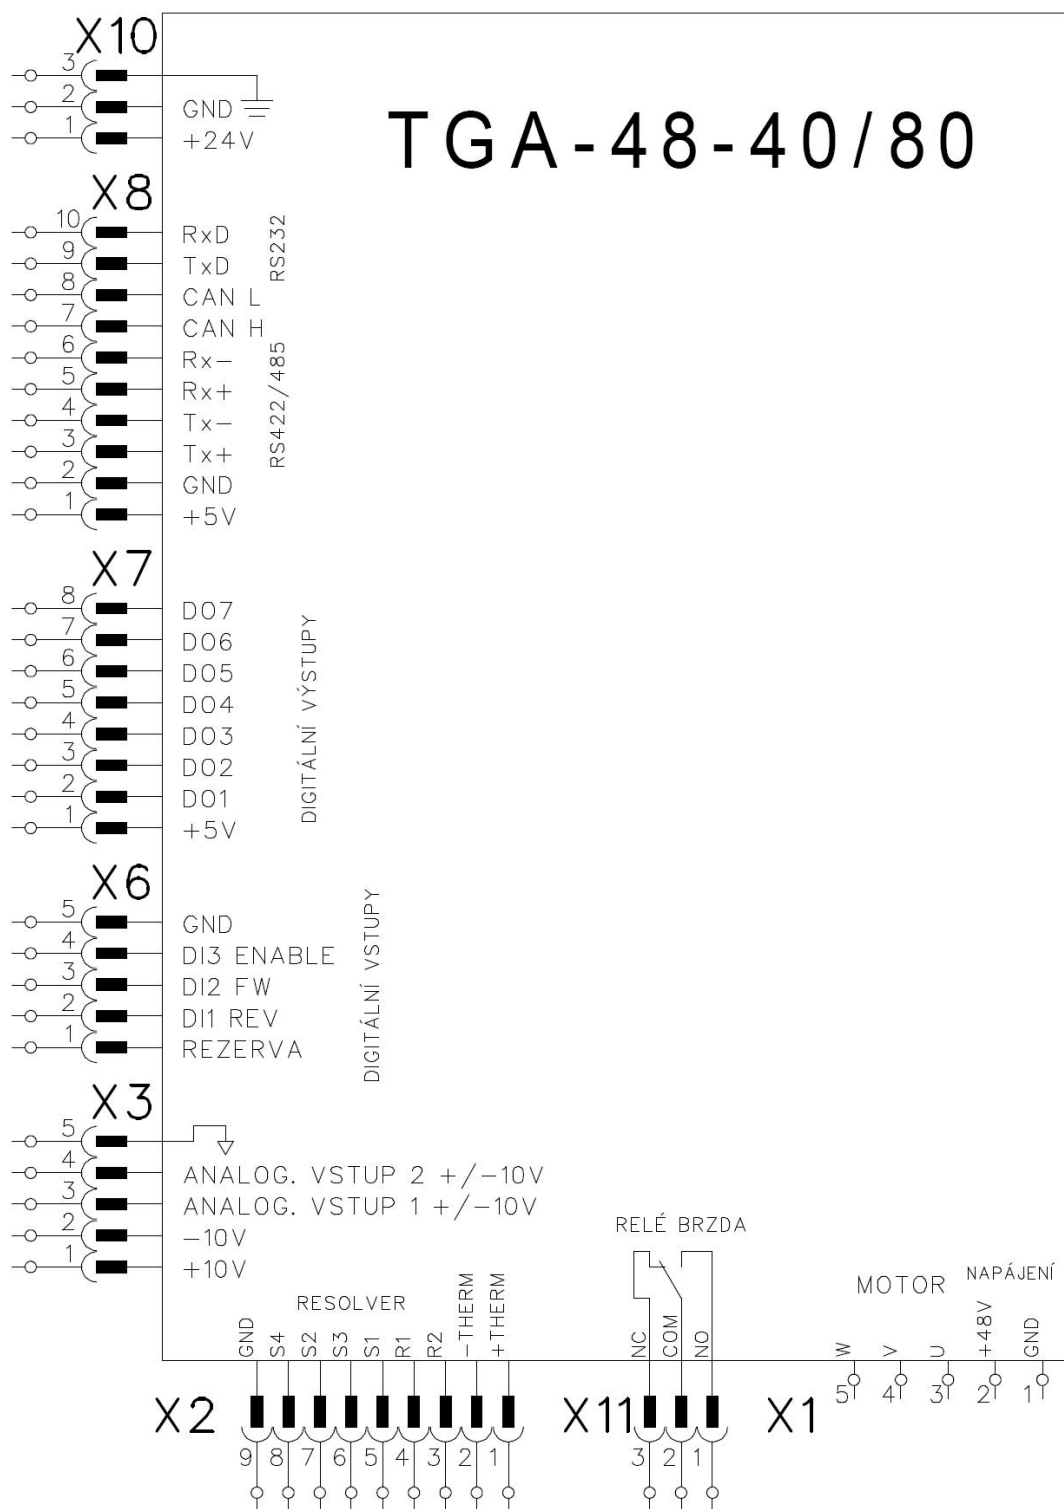 X10
3
2 GND
1 +24V
TGA-48-40/80
X8
10 RxD
9 TxD
RS232
8 CAN L
7 CAN H
6 Rx-
5 Rx+
4 Tx-
3 Tx+
RS422/485
2 GND
1 +5V
X7
8 DO7
7 DO6
6 DO5
5 DO4
4 DO3
3 DO2
2 DO1
1 +5V
DIGITÁLNÍ VÝSTUPY
X6
5 GND
4 DI3 ENABLE
3 DI2 FW
2 DI1 REV
1 REZERVA
DIGITÁLNÍ VSTUPY
X3
5
4 ANALOG. VSTUP 2 +/-10V
3 ANALOG. VSTUP 1 +/-10V
2 -10V
1 +10V
RESOLVER
GND S4 S2 S3 S1 R1 R2 -THERM +THERM
X2
9 8 7 6 5 4 3 2 1
RELÉ BRZDA
NC COM NO
X11
3 2 1
MOTOR
NAPÁJENÍ
W V U +48V GND
X1
5 4 3 2 1